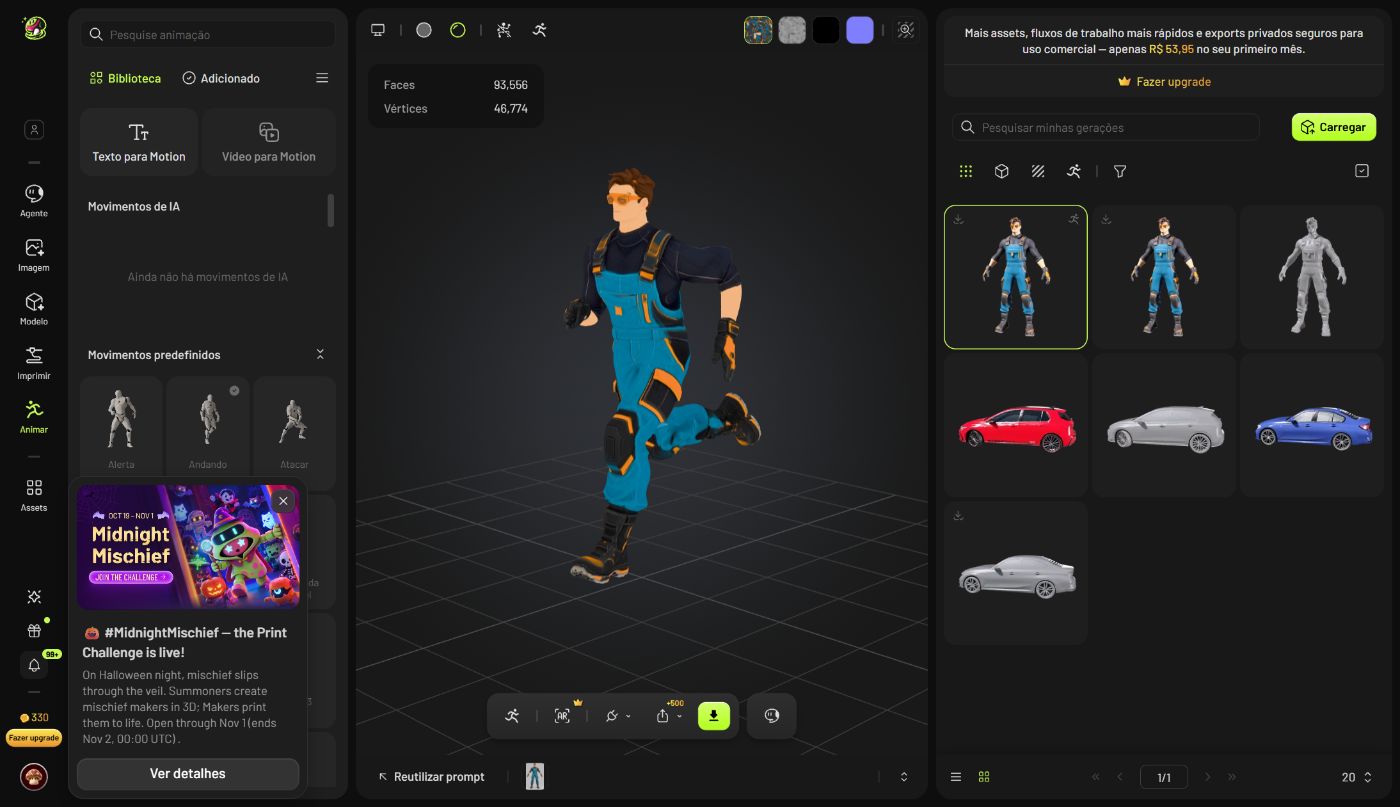 Agente
Imagem
Modelo
Imprimir
Animar
Assets
99+
330
Fazer upgrade
Pesquise animação
Biblioteca
Adicionado
Texto para Motion
Vídeo para Motion
Movimentos de IA
Ainda não há movimentos de IA
Movimentos predefinidos
Alerta
Andando
Atacar
da
3
OCT 19 - NOV 1
Midnight
Mischief
JOIN THE CHALLENGE
🎃 #MidnightMischief — the Print
Challenge is live!
On Halloween night, mischief slips
through the veil. Summoners create
mischief makers in 3D; Makers print
them to life. Open through Nov 1 (ends
Nov 2, 00:00 UTC) .
Ver detalhes
Faces 93,556
Vértices 46,774
AR
+500
Reutilizar prompt
Mais assets, fluxos de trabalho mais rápidos e exports privados seguros para
uso comercial — apenas R$ 53,95 no seu primeiro mês.
Fazer upgrade
Pesquisar minhas gerações
Carregar
1/1
20